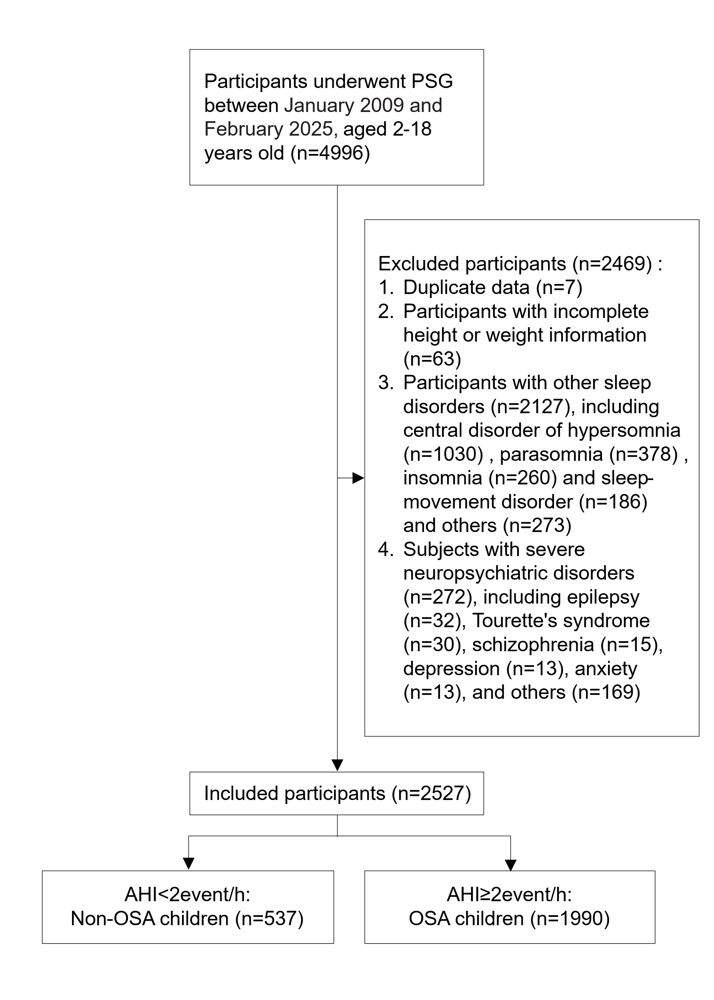 Participants underwent PSG
between January 2009 and
February 2025, aged 2-18
years old (n=4996)
Excluded participants (n=2469) :
1. Duplicate data (n=7)
2. Participants with incomplete
height or weight information
(n=63)
3. Participants with other sleep
disorders (n=2127), including
central disorder of hypersomnia
(n=1030) , parasomnia (n=378) ,
insomnia (n=260) and sleep-
movement disorder (n=186)
and others (n=273)
4. Subjects with severe
neuropsychiatric disorders
(n=272), including epilepsy
(n=32), Tourette's syndrome
(n=30), schizophrenia (n=15),
depression (n=13), anxiety
(n=13), and others (n=169)
Included participants (n=2527)
AHI<2event/h:
Non-OSA children (n=537)
AHI≥2event/h:
OSA children (n=1990)